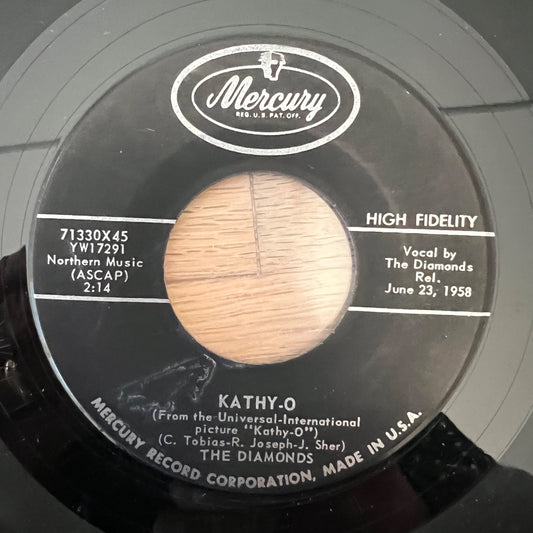 Mercury
REG. U.S. PAT. OFF.
HIGH FIDELITY
71330X45
YW17291
Northern Music
(ASCAP)
2:14
Vocal by
The Diamonds
Rel.
June 23, 1958
KATHY-O
(From the Universal-International
picture "Kathy-O")
(C. Tobias-R. Joseph-J. Sher)
THE DIAMONDS
MERCURY RECORD CORPORATION, MADE IN U.S.A.